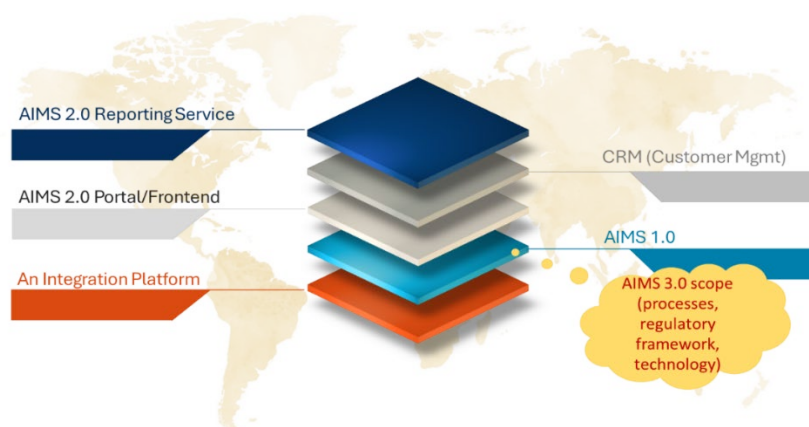 AIMS 2.0 Reporting Service
CRM (Customer Mgmt)
AIMS 2.0 Portal/Frontend
AIMS 1.0
An Integration Platform
AIMS 3.0 scope
(processes,
regulatory
framework,
technology)